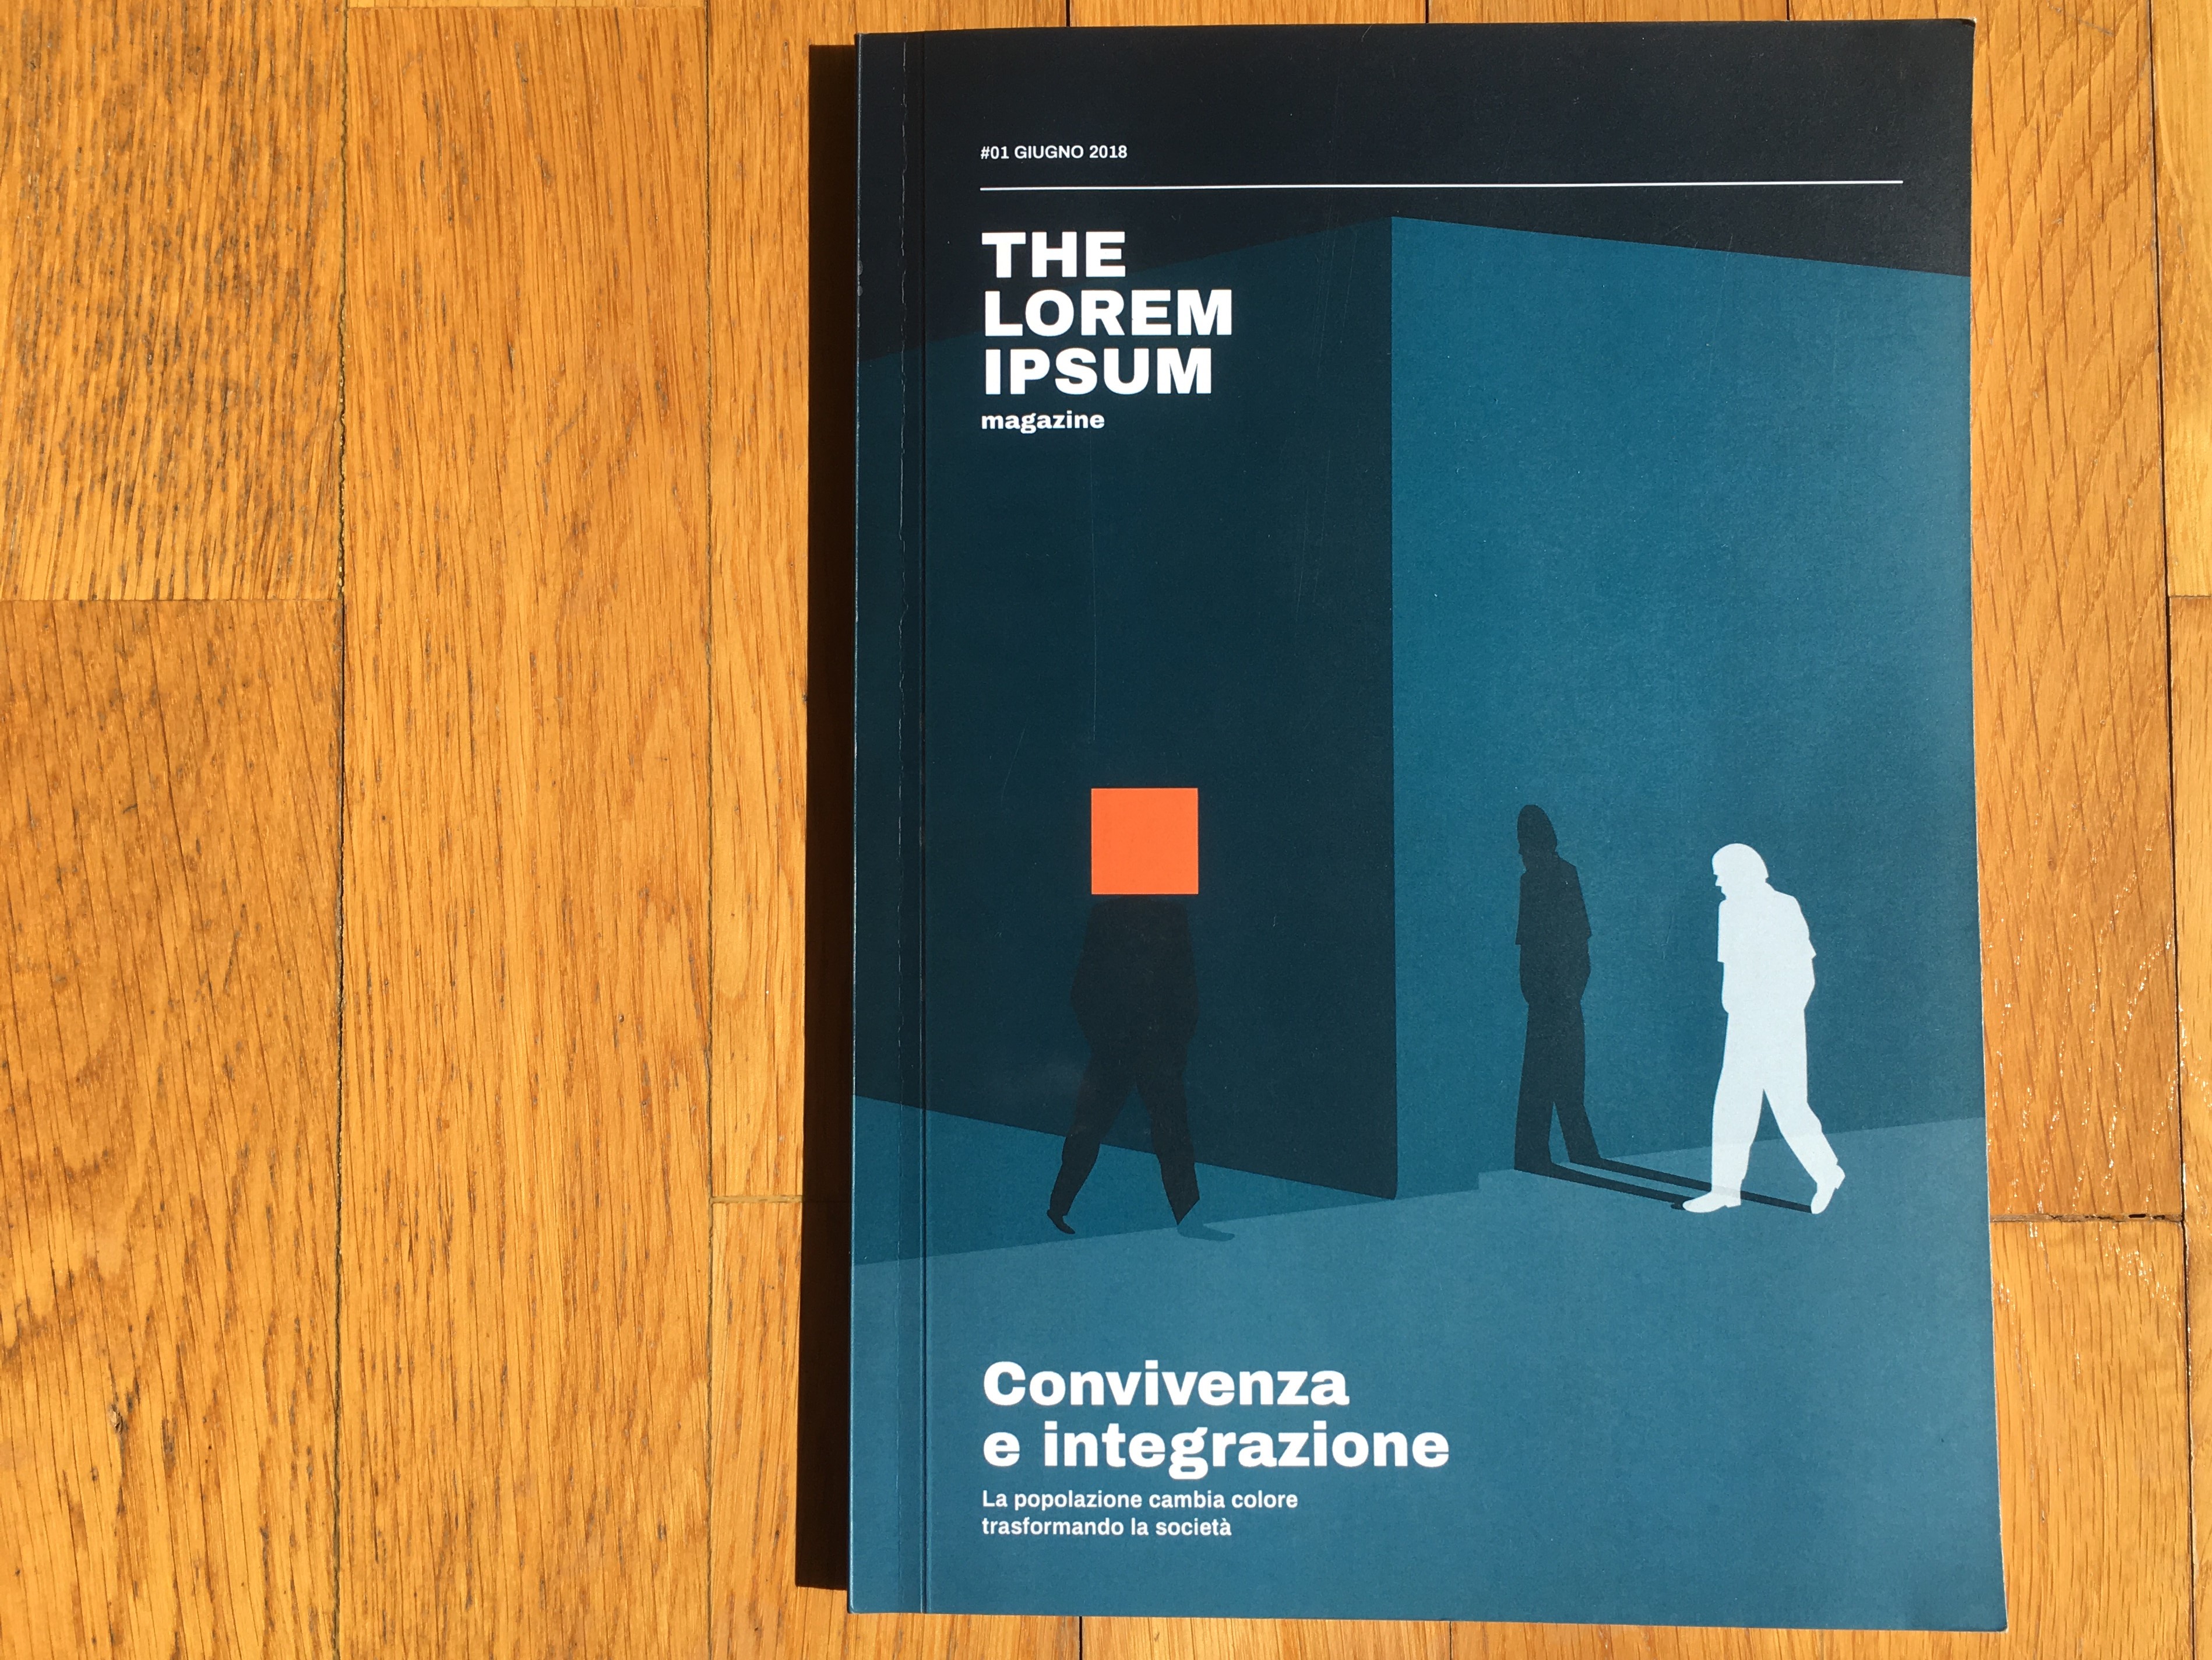 #01 GIUGNO 2018
THE
LOREM
IPSUM
magazine
Convivenza
e integrazione
La popolazione cambia colore
trasformando la società